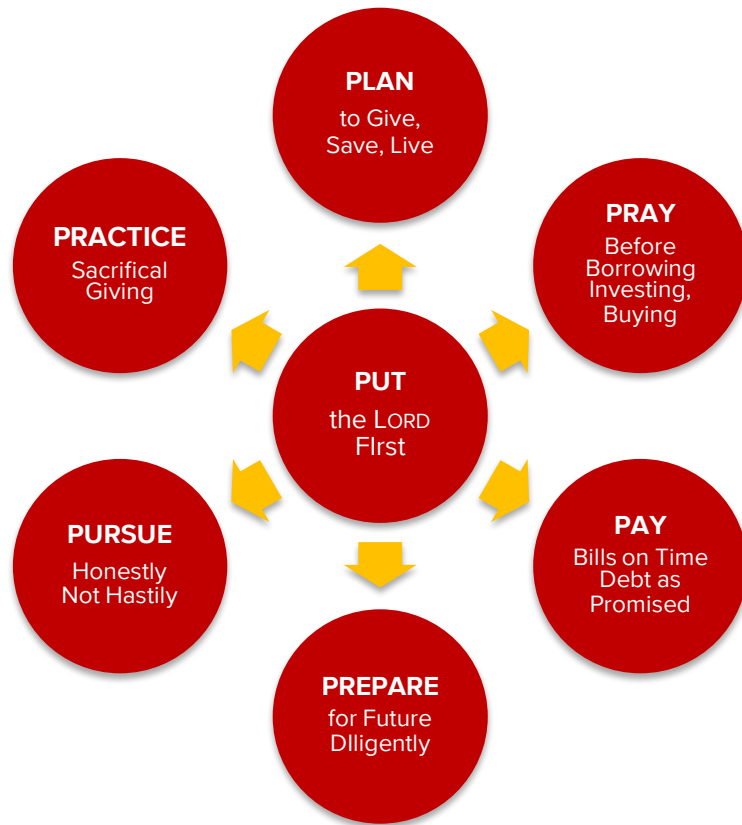 PLAN
to Give,
Save, Live
PRAY
Before
Borrowing
Investing,
Buying
PAY
Bills on Time
Debt as
Promised
PREPARE
for Future
DIligently
PURSUE
Honestly
Not Hastily
PRACTICE
Sacrifical
Giving
PUT
the LORD
FIrst